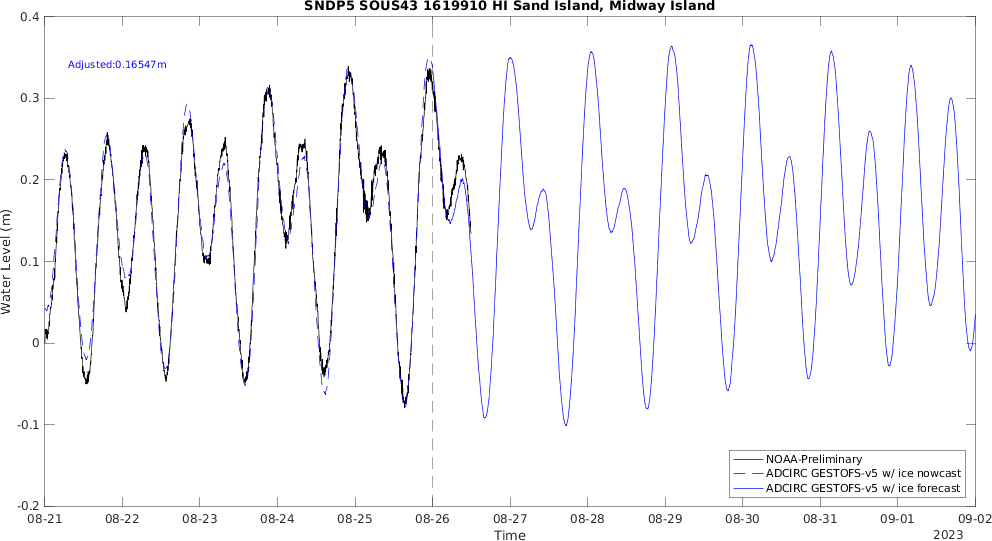 SNDP5 SOUS43 1619910 HI Sand Island, Midway Island
Adjusted:0.16547m
Water Level (m)
0.4
0.3
0.2
0.1
0
-0.1
-0.2
NOAA-Preliminary
ADCIRC GESTOFS-v5 w/ ice nowcast
ADCIRC GESTOFS-v5 w/ ice forecast
08-21 08-22 08-23 08-24 08-25 08-26 08-27 08-28 08-29 08-30 08-31 09-01 09-02
Time
2023